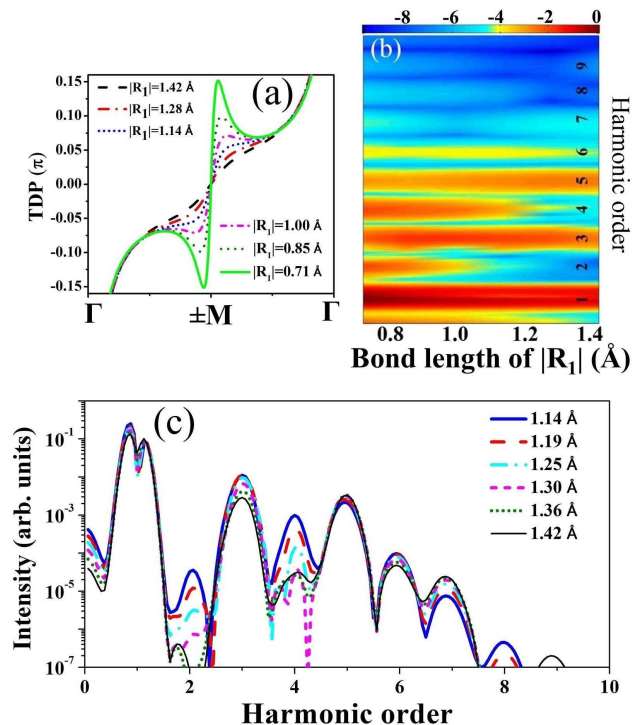 (a)
0.15
0.10
0.05
0.00
-0.05
-0.10
-0.15
TDP (π)
|R₁|=1.42 Å
|R₁|=1.28 Å
|R₁|=1.14 Å
|R₁|=1.00 Å
|R₁|=0.85 Å
|R₁|=0.71 Å
Γ ±M Γ
-8 -6 -4 -2 0
(b)
9
8
7
6
5
4
3
2
1
Harmonic order
0.8 1.0 1.2 1.4
Bond length of |R₁| (Å)
(c)
10⁻¹
10⁻³
10⁻⁵
10⁻⁷
Intensity (arb. units)
1.14 Å
1.19 Å
1.25 Å
1.30 Å
1.36 Å
1.42 Å
0 2 4 6 8 10
Harmonic order